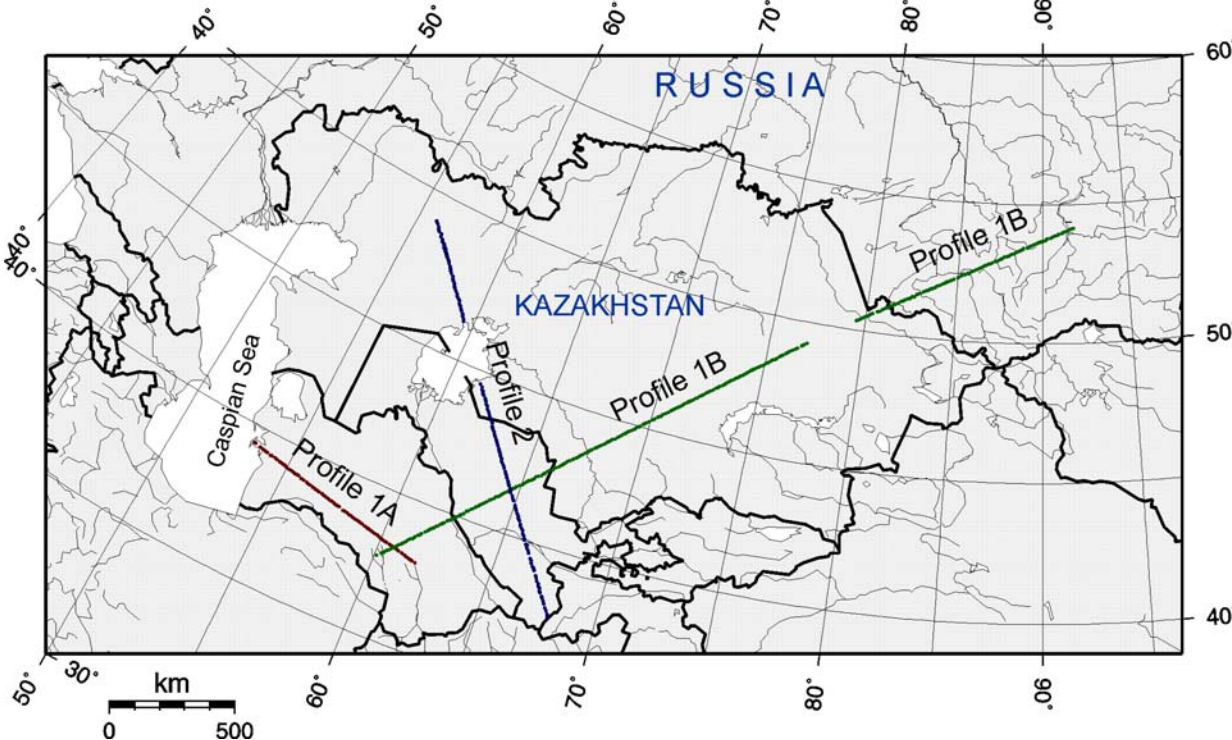 40° 50° 60° 70° 80° 90°
60°
RUSSIA
Profile 1B
40°
40°
KAZAKHSTAN
50°
Profile 2
Profile 1B
Caspian Sea
Profile 1A
40°
50° 30° 60° 70° 80° 90°
km
0 500